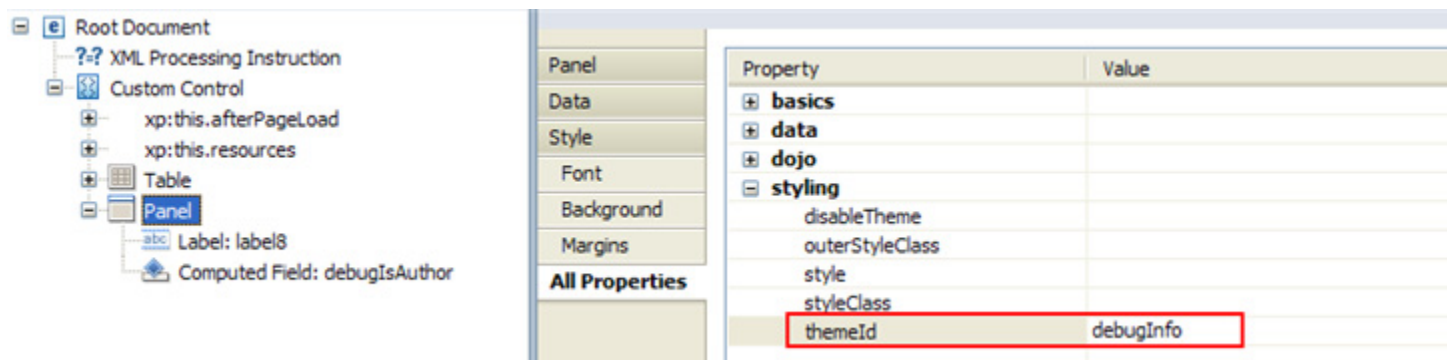 Root Document
?=? XML Processing Instruction
Custom Control
xp:this.afterPageLoad
xp:this.resources
Table
Panel
abc Label: label8
Computed Field: debugIsAuthor
Panel
Data
Style
Font
Background
Margins
All Properties
Property Value
basics
data
dojo
styling
disableTheme
outerStyleClass
style
styleClass
themeId debugInfo